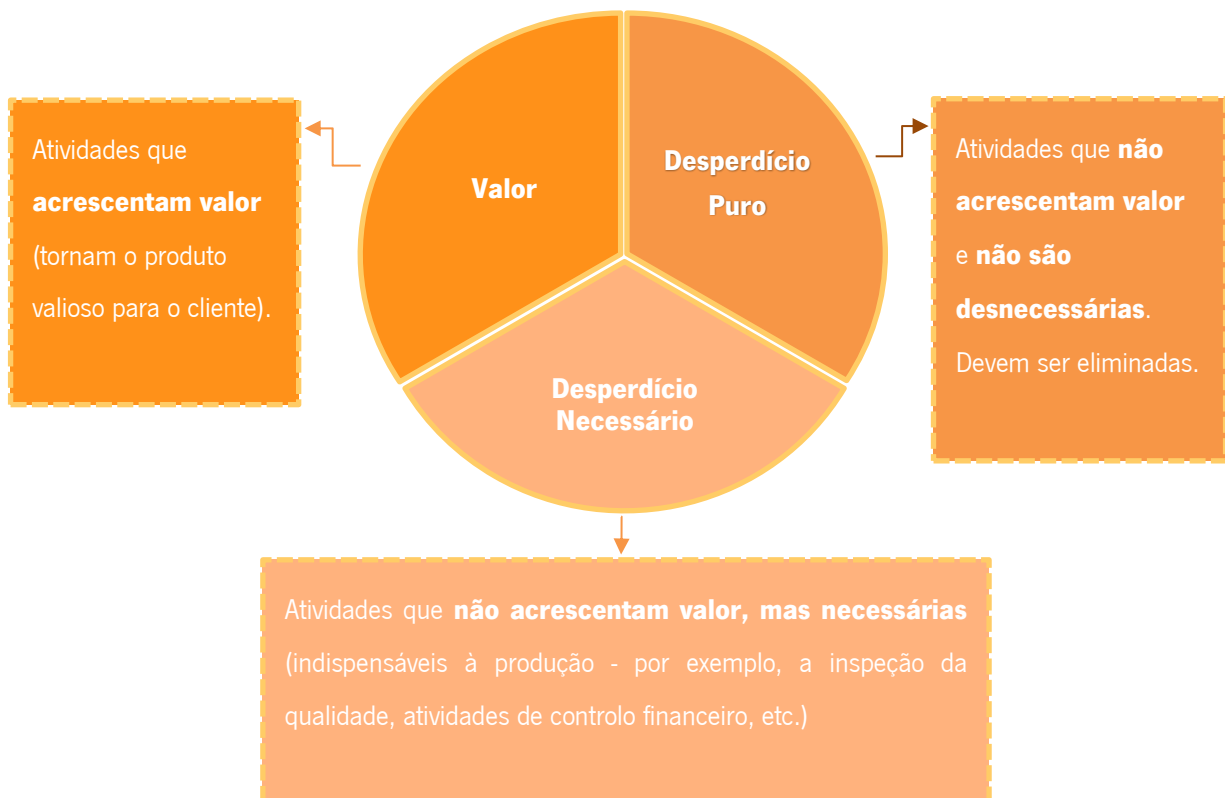 Atividades que
acrescentam valor
(tornam o produto
valioso para o cliente).
Valor
Desperdício
Puro
Atividades que não
acrescentam valor
e não são
desnecessárias.
Devem ser eliminadas.
Desperdício
Necessário
Atividades que não acrescentam valor, mas necessárias
(indispensáveis à produção - por exemplo, a inspeção da
qualidade, atividades de controlo financeiro, etc.)